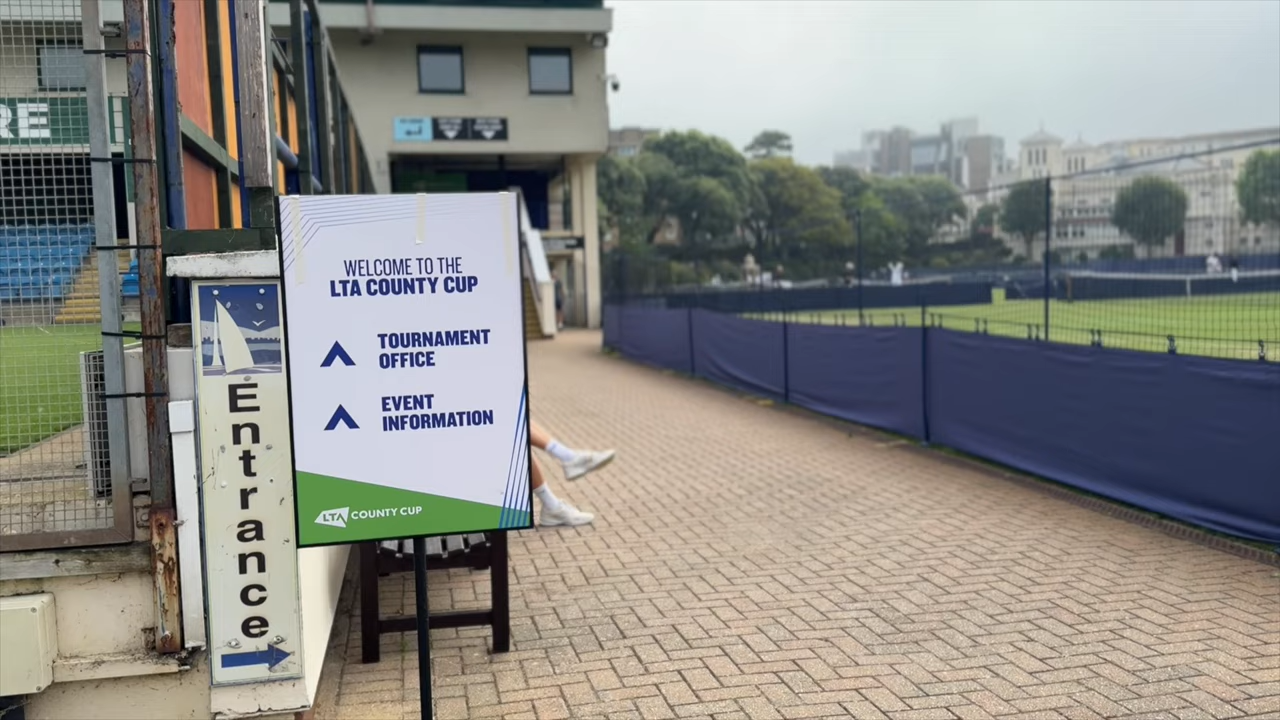 RE
WELCOME TO THE
LTA COUNTY CUP
TOURNAMENT
OFFICE
EVENT
INFORMATION
LTA COUNTY CUP
Entrance